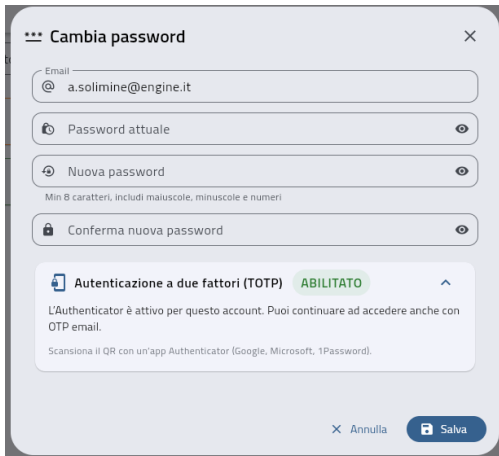 Cambia password
Email
a.solimine@engine.it
Password attuale
Nuova password
Min 8 caratteri, includi maiuscole, minuscole e numeri
Conferma nuova password
Autenticazione a due fattori (TOTP) ABILITATO
L'Authenticator è attivo per questo account. Puoi continuare ad accedere anche con
OTP email.
Scansiona il QR con un'app Authenticator (Google, Microsoft, 1Password).
Annulla Salva